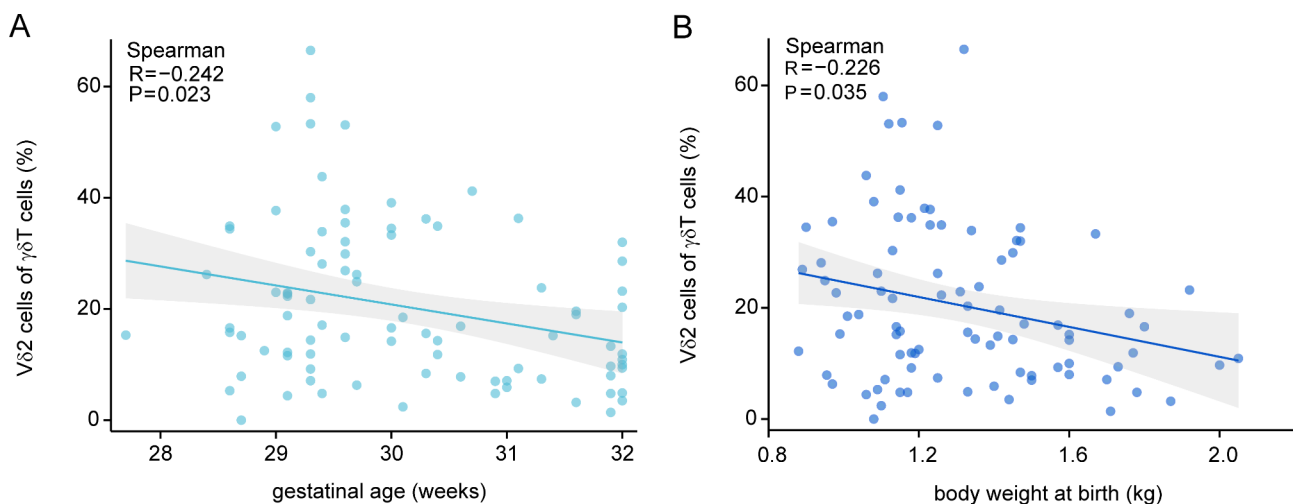 A
Spearman
R=−0.242
P=0.023
Vδ2 cells of γδT cells (%)
60
40
20
0
28
29
30
31
32
gestatinal age (weeks)
B
Spearman
R=−0.226
P=0.035
Vδ2 cells of γδT cells (%)
60
40
20
0
0.8
1.2
1.6
2.0
body weight at birth (kg)